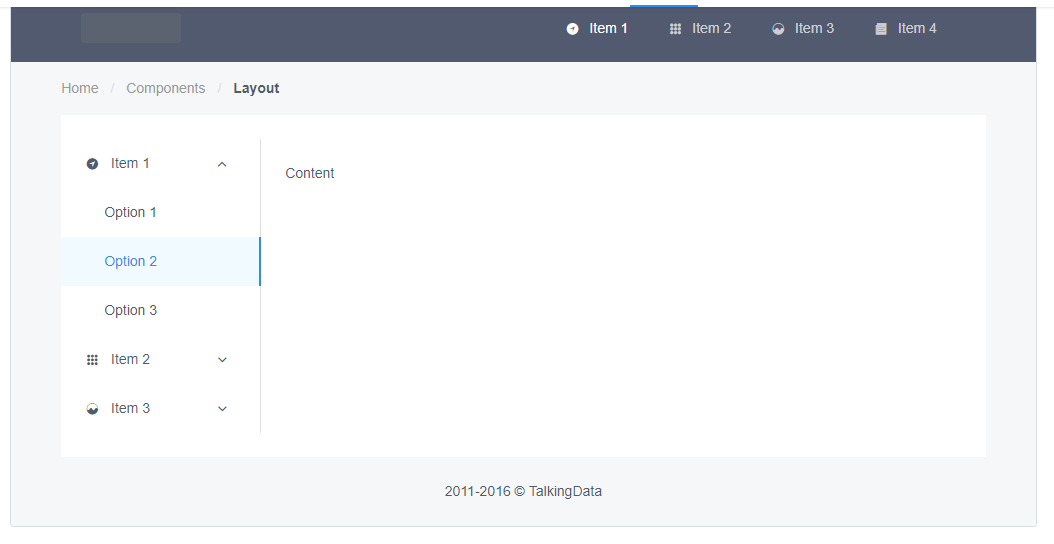 Item 1 Item 2 Item 3 Item 4
Home / Components / Layout
Item 1
Content
Option 1
Option 2
Option 3
Item 2
Item 3
2011-2016 © TalkingData